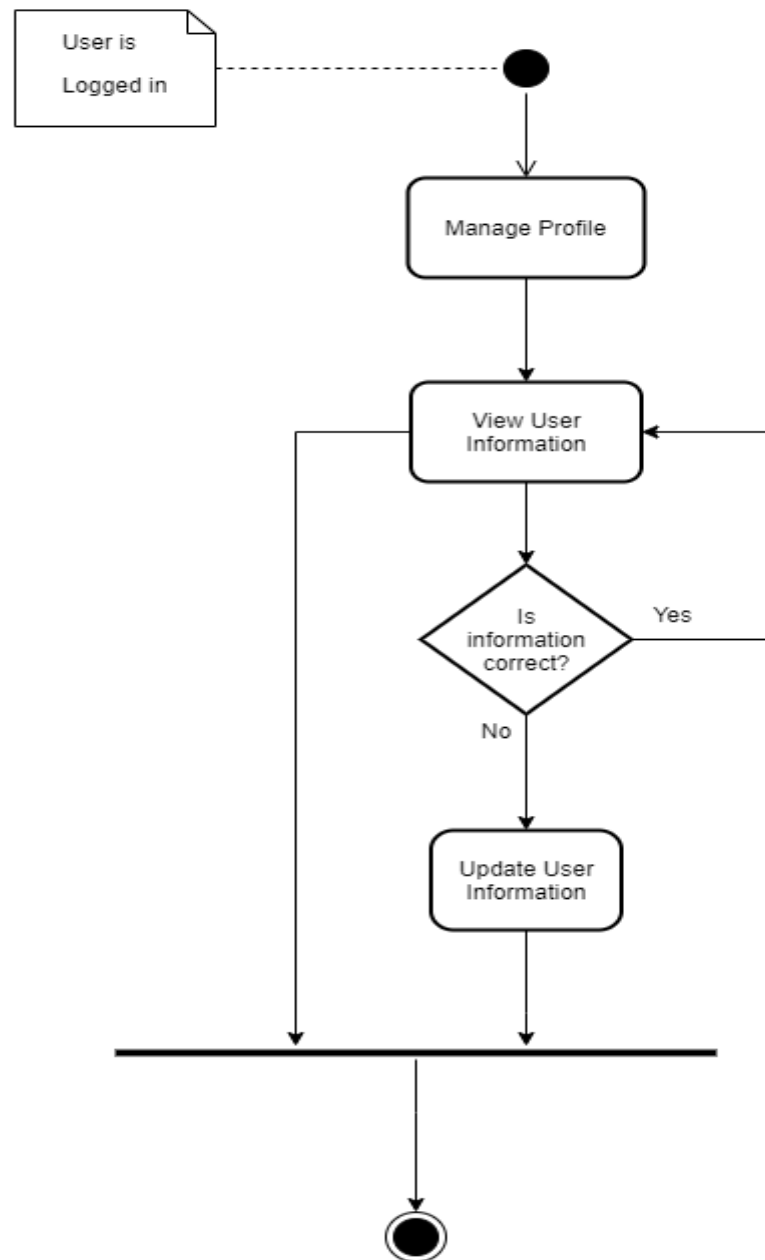 User is
Logged in
Manage Profile
View User
Information
Is
information
correct?
Yes
No
Update User
Information